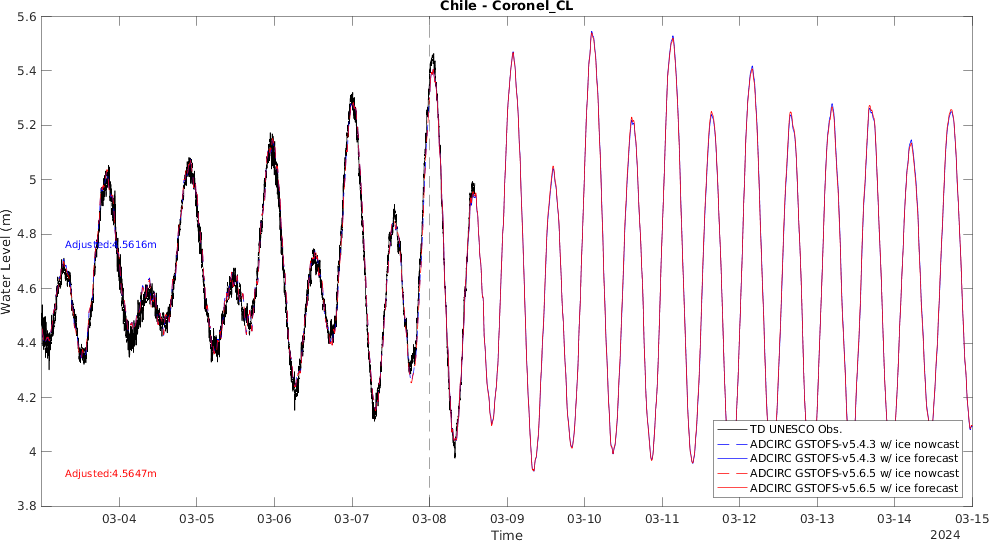 Chile - Coronel_CL
5.6
5.4
5.2
5
4.8
4.6
4.4
4.2
4
3.8
Water Level (m)
Adjusted:4.5616m
Adjusted:4.5647m
TD UNESCO Obs.
ADCIRC GSTOFS-v5.4.3 w/ ice nowcast
ADCIRC GSTOFS-v5.4.3 w/ ice forecast
ADCIRC GSTOFS-v5.6.5 w/ ice nowcast
ADCIRC GSTOFS-v5.6.5 w/ ice forecast
03-04 03-05 03-06 03-07 03-08 03-09 03-10 03-11 03-12 03-13 03-14 03-15
Time
2024